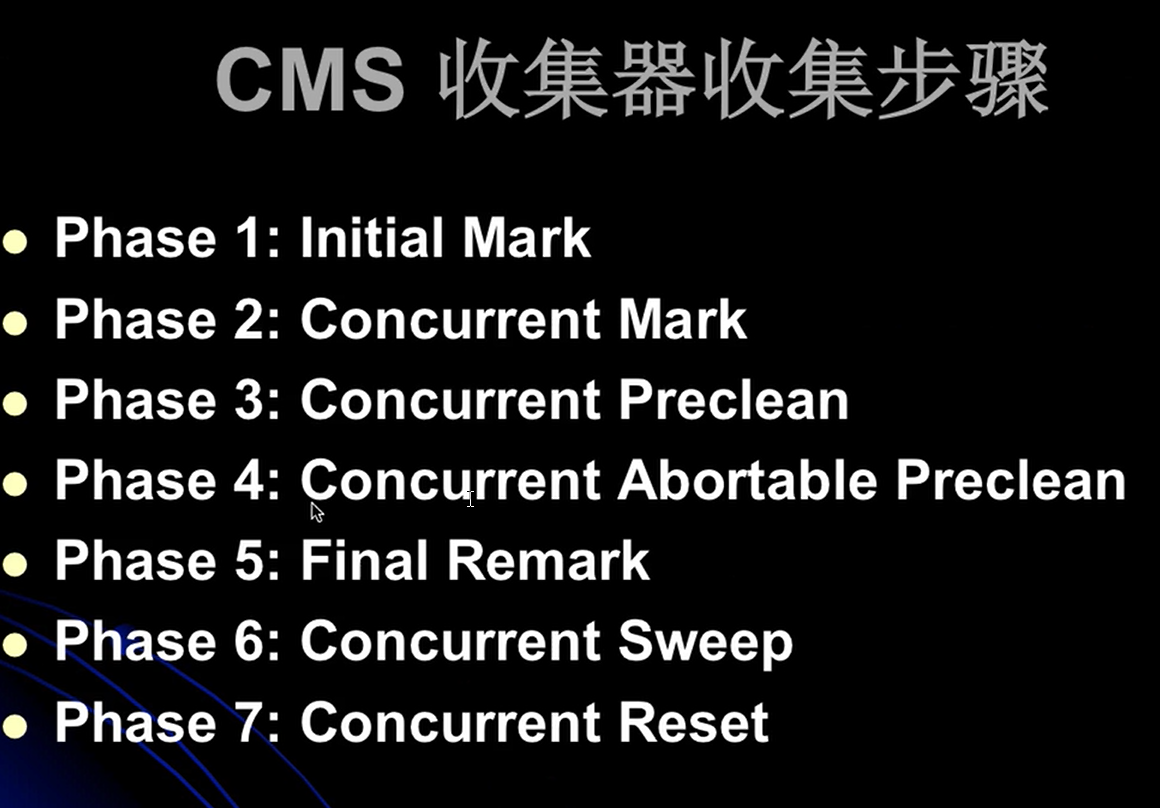 CMS 收集器收集步骤
Phase 1: Initial Mark
Phase 2: Concurrent Mark
Phase 3: Concurrent Preclean
Phase 4: Concurrent Abortable Preclean
Phase 5: Final Remark
Phase 6: Concurrent Sweep
Phase 7: Concurrent Reset